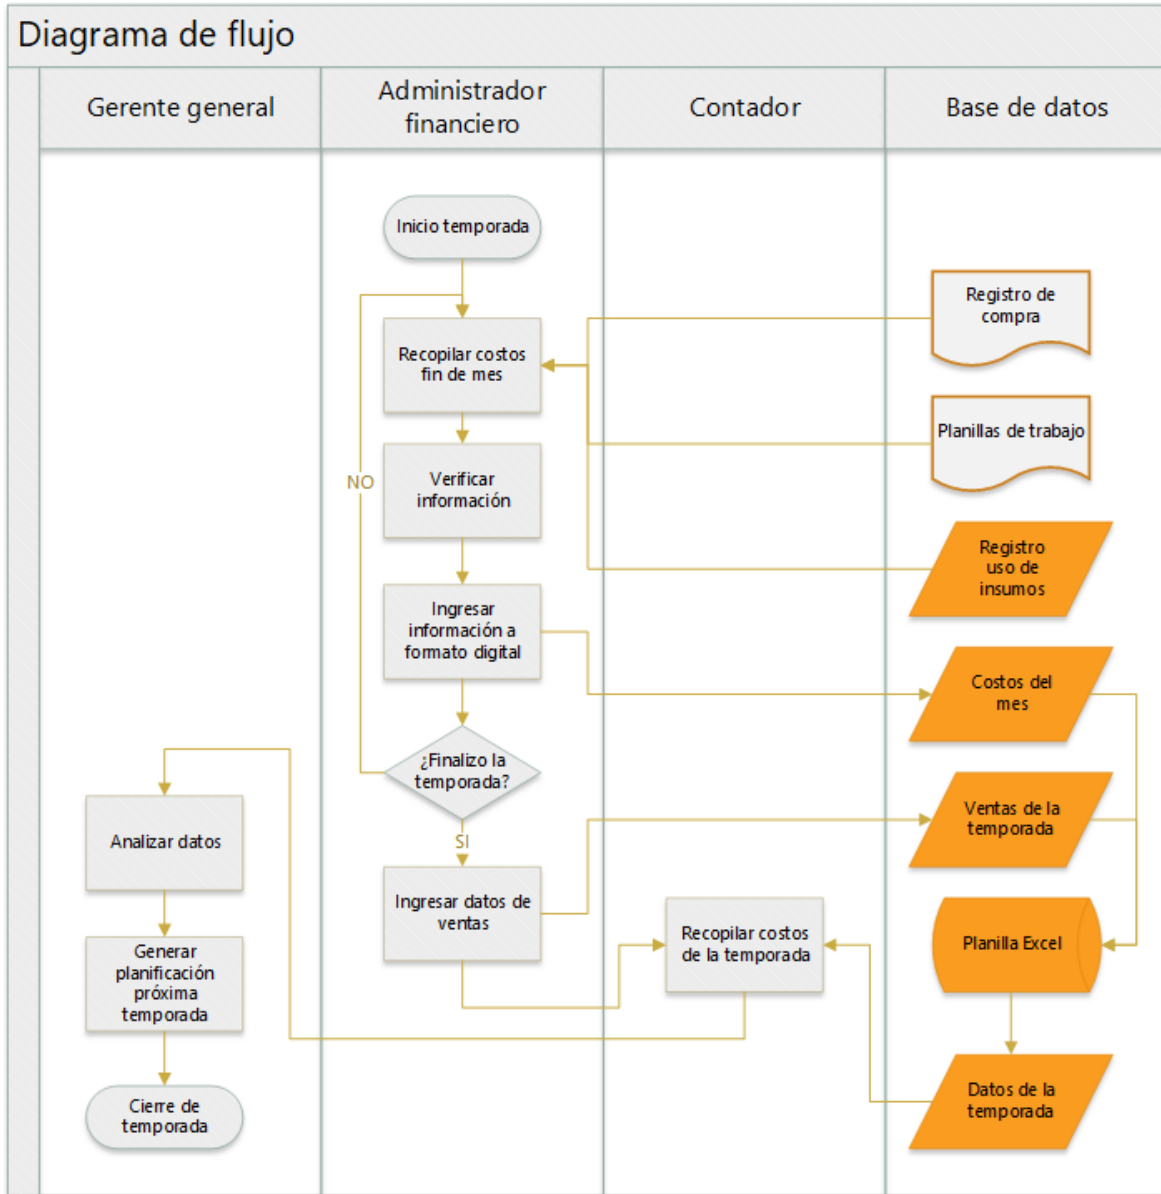 Diagrama de flujo
Gerente general
Administrador
financiero
Contador
Base de datos
Inicio temporada
Registro de
compra
Recopilar costos
fin de mes
Planillas de trabajo
NO
Verificar
información
Registro
uso de
insumos
Ingresar
información a
formato digital
Costos del
mes
¿Finalizo la
temporada?
SI
Ventas de la
temporada
Analizar datos
Ingresar datos de
ventas
Recopilar costos
de la temporada
Planilla Excel
Generar
planificación
próxima
temporada
Cierre de
temporada
Datos de la
temporada